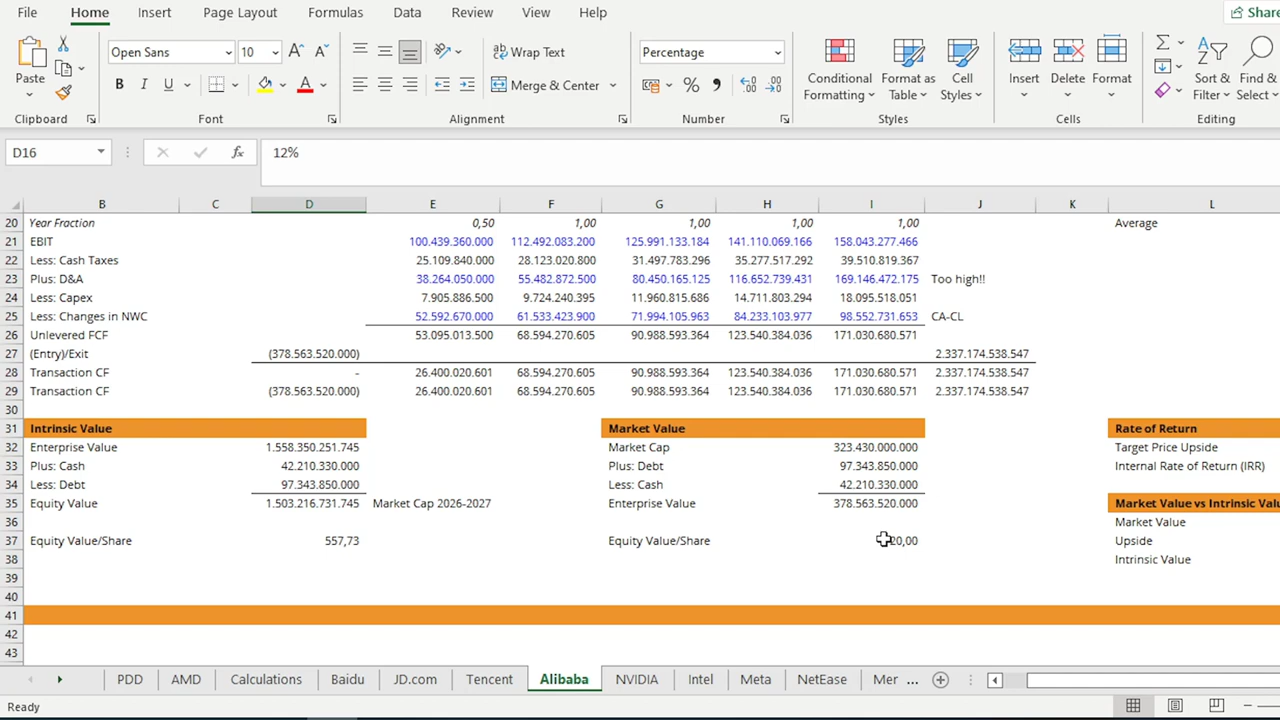 File Home Insert Page Layout Formulas Data Review View Help Share
Open Sans 10 Wrap Text Percentage
Paste B I U Merge & Center % Conditional Formatting Format as Table Cell Styles Insert Delete Format Sort & Filter Find & Select
Clipboard Font Alignment Number Styles Cells Editing
D16 fx 12%
B C D E F G H I J K L
20 Year Fraction 0,50 1,00 1,00 1,00 1,00 Average
21 EBIT 100.439.360.000 112.492.083.200 125.991.133.184 141.110.069.166 158.043.277.466
22 Less: Cash Taxes 25.109.840.000 28.123.020.800 31.497.783.296 35.277.517.292 39.510.819.367
23 Plus: D&A 38.264.050.000 55.482.872.500 80.450.165.125 116.652.739.431 169.146.472.175 Too high!!
24 Less: Capex 7.905.886.500 9.724.240.395 11.960.815.686 14.711.803.294 18.095.518.051
25 Less: Changes in NWC 52.592.670.000 61.533.423.900 71.994.105.963 84.233.103.977 98.552.731.653 CA-CL
26 Unlevered FCF 53.095.013.500 68.594.270.605 90.988.593.364 123.540.384.036 171.030.680.571
27 (Entry)/Exit (378.563.520.000) 2.337.174.538.547
28 Transaction CF - 26.400.020.601 68.594.270.605 90.988.593.364 123.540.384.036 171.030.680.571 2.337.174.538.547
29 Transaction CF (378.563.520.000) 26.400.020.601 68.594.270.605 90.988.593.364 123.540.384.036 171.030.680.571 2.337.174.538.547
30
31 Intrinsic Value Market Value Rate of Return
32 Enterprise Value 1.558.350.251.745 Market Cap 323.430.000.000 Target Price Upside
33 Plus: Cash 42.210.330.000 Plus: Debt 97.343.850.000 Internal Rate of Return (IRR)
34 Less: Debt 97.343.850.000 Less: Cash 42.210.330.000
35 Equity Value 1.503.216.731.745 Market Cap 2026-2027 Enterprise Value 378.563.520.000 Market Value vs Intrinsic
36 Market Value
37 Equity Value/Share 557,73 Equity Value/Share 20,00 Upside
38 Intrinsic Value
39
40
41
42
43
PDD AMD Calculations Baidu JD.com Tencent Alibaba NVIDIA Intel Meta NetEase Mer ...
Ready